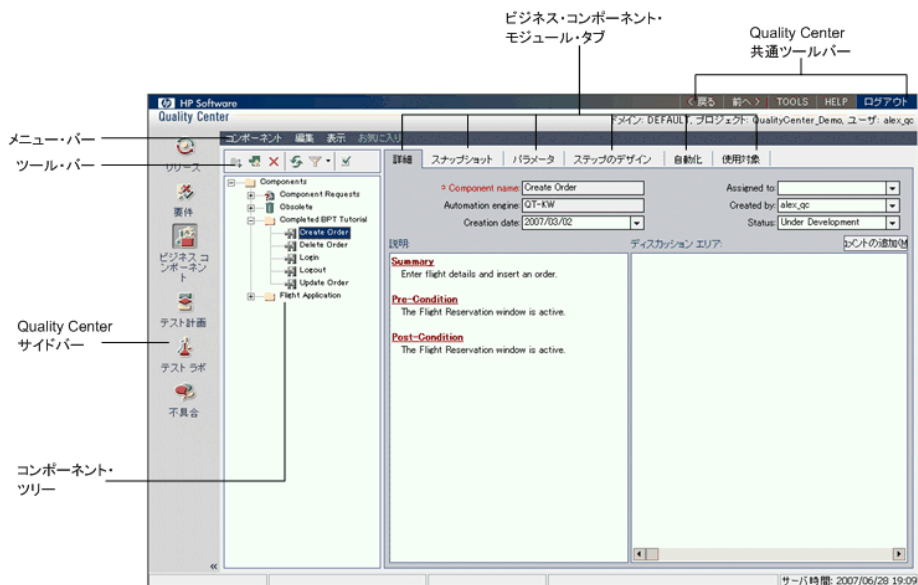 ビジネス・コンポーネント・
モジュール・タブ
Quality Center
共通ツールバー
HP Software
く戻る 前へ> TOOLS HELP ログアウト
Quality Center
ドメイン: DEFAULT, プロジェクト: QualityCenter_Demo, ユーザ: alex_qc
メニュー・バー
コンポーネント 編集 表示 お気に入り
ツール・バー
リリース
詳細 スナップショット パラメータ ステップのデザイン 自動化 使用対象
Components
Component Requests
Obsolete
Completed BPT Tutorial
Create Order
Delete Order
Login
Logout
Update Order
Flight Application
Component name: Create Order
Assigned to:
Automation engine: QT-KW
Created by: alex_qc
Creation date: 2007/03/02
Status: Under Development
要件
ビジネス コ
ンポーネン
ト
テスト計画
テスト ラボ
不具合
説明:
ディスカッション エリア:
コメントの追加(M
Summary
Enter flight details and insert an order.
Pre-Condition
The Flight Reservation window is active.
Post-Condition
The Flight Reservation window is active.
Quality Center
サイドバー
コンポーネント・
ツリー
«
サーバ時間: 2007/06/28 19:09